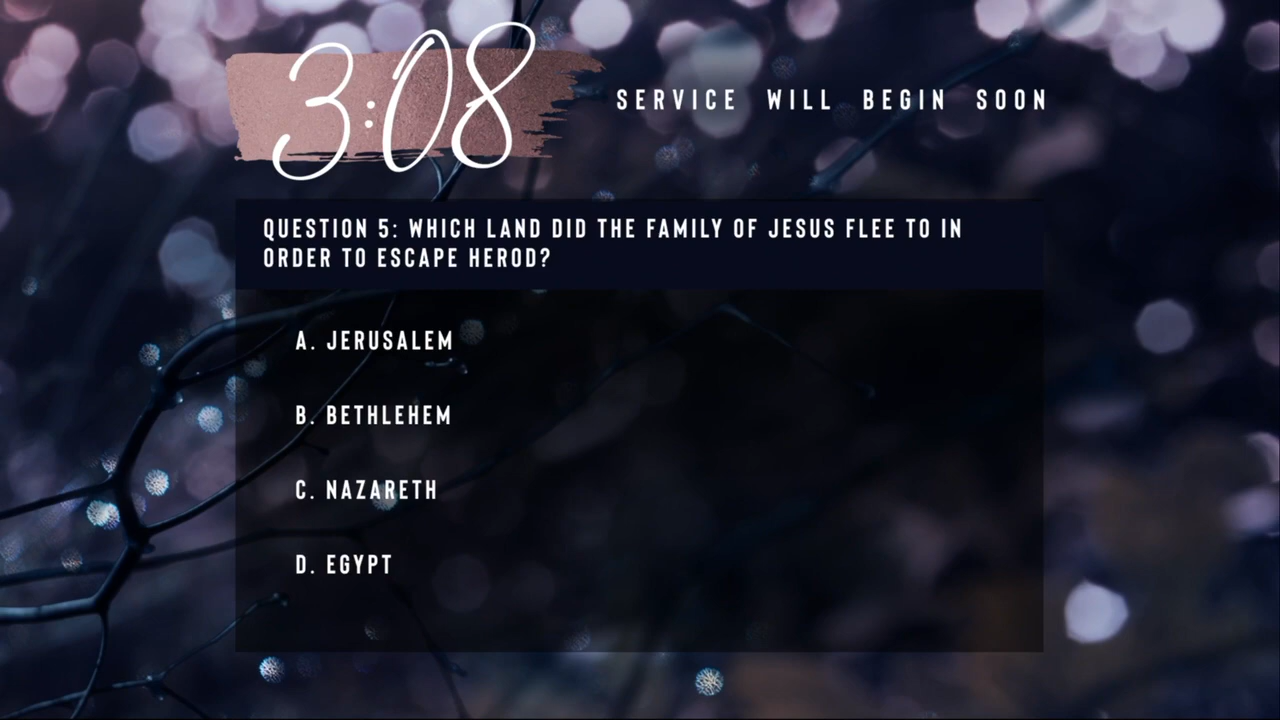 3:08
SERVICE WILL BEGIN SOON
QUESTION 5: WHICH LAND DID THE FAMILY OF JESUS FLEE TO IN
ORDER TO ESCAPE HEROD?
A. JERUSALEM
B. BETHLEHEM
C. NAZARETH
D. EGYPT